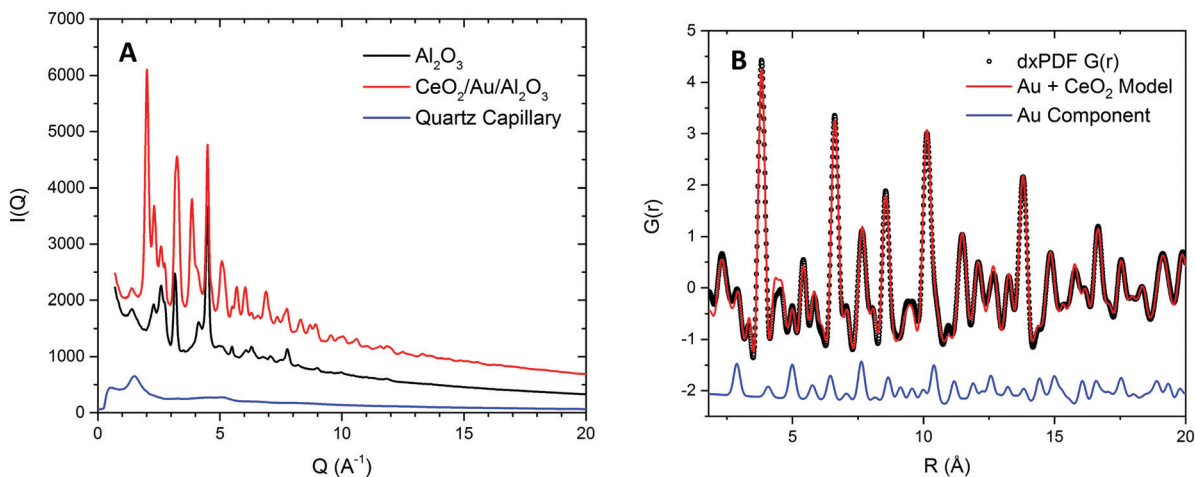 A
Al₂O₃
CeO₂/Au/Al₂O₃
Quartz Capillary
7000
6000
5000
4000
3000
2000
1000
0
I(Q)
0
5
10
15
20
Q (A⁻¹)
B
dxPDF G(r)
Au + CeO₂ Model
Au Component
5
4
3
2
1
0
-1
-2
G(r)
5
10
15
20
R (Å)